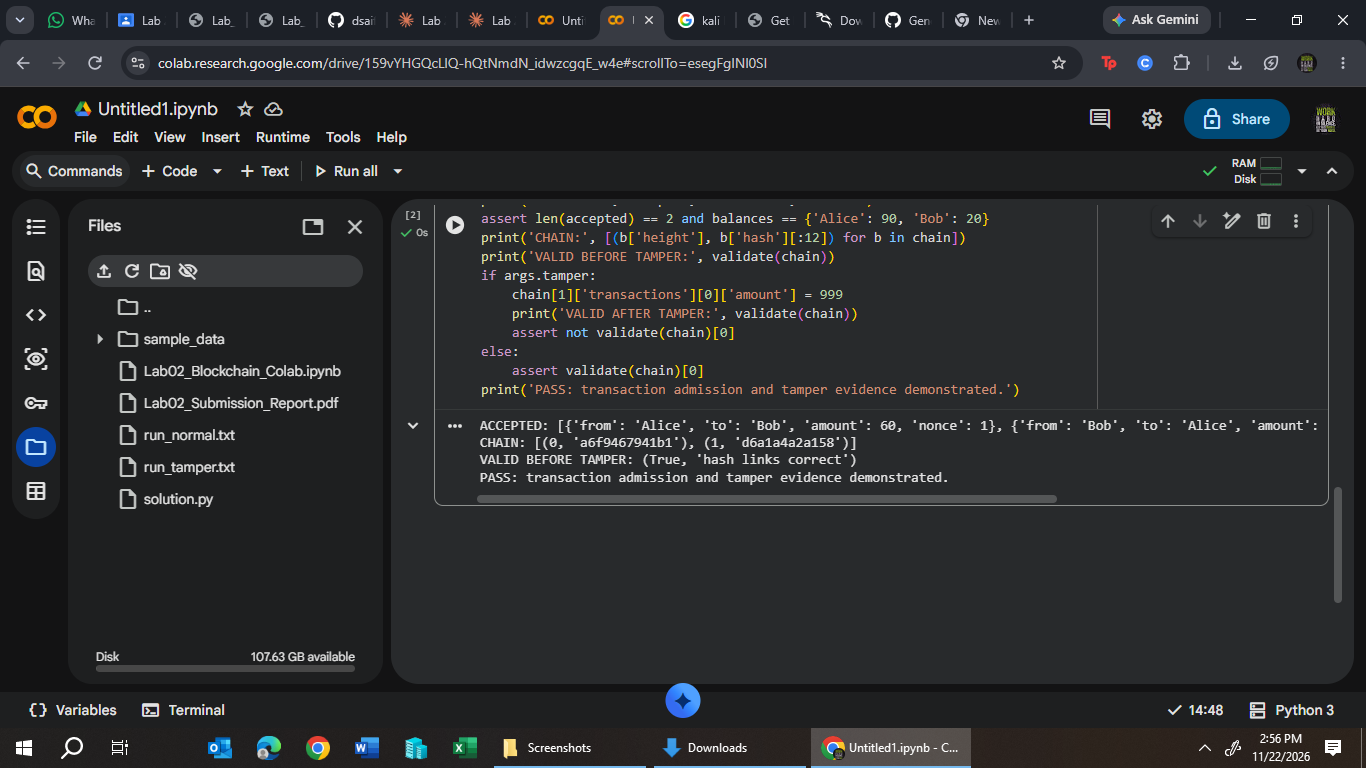 Wha
Lab
Lab_
Lab_
dsait
Lab
Lab
Unti
kali
Get
Dow
Gen
New
Ask Gemini
colab.research.google.com/drive/159vYHGQcLlQ-hQtNmdN_idwzcgqE_w4e#scrollTo=esegFgINI0SI
Untitled1.ipynb
File Edit View Insert Runtime Tools Help
Share
Commands + Code + Text Run all
RAM
Disk
Files
..
sample_data
Lab02_Blockchain_Colab.ipynb
Lab02_Submission_Report.pdf
run_normal.txt
run_tamper.txt
solution.py
Disk 107.63 GB available
[2]
0s
assert len(accepted) == 2 and balances == {'Alice': 90, 'Bob': 20}
print('CHAIN:', [(b['height'], b['hash'][:12]) for b in chain])
print('VALID BEFORE TAMPER:', validate(chain))
if args.tamper:
    chain[1]['transactions'][0]['amount'] = 999
    print('VALID AFTER TAMPER:', validate(chain))
    assert not validate(chain)[0]
else:
    assert validate(chain)[0]
print('PASS: transaction admission and tamper evidence demonstrated.')
ACCEPTED: [{'from': 'Alice', 'to': 'Bob', 'amount': 60, 'nonce': 1}, {'from': 'Bob', 'to': 'Alice', 'amount':
CHAIN: [(0, 'a6f9467941b1'), (1, 'd6a1a4a2a158')]
VALID BEFORE TAMPER: (True, 'hash links correct')
PASS: transaction admission and tamper evidence demonstrated.
Variables Terminal
14:48 Python 3
Screenshots
Downloads
Untitled1.ipynb - C...
2:56 PM
11/22/2026